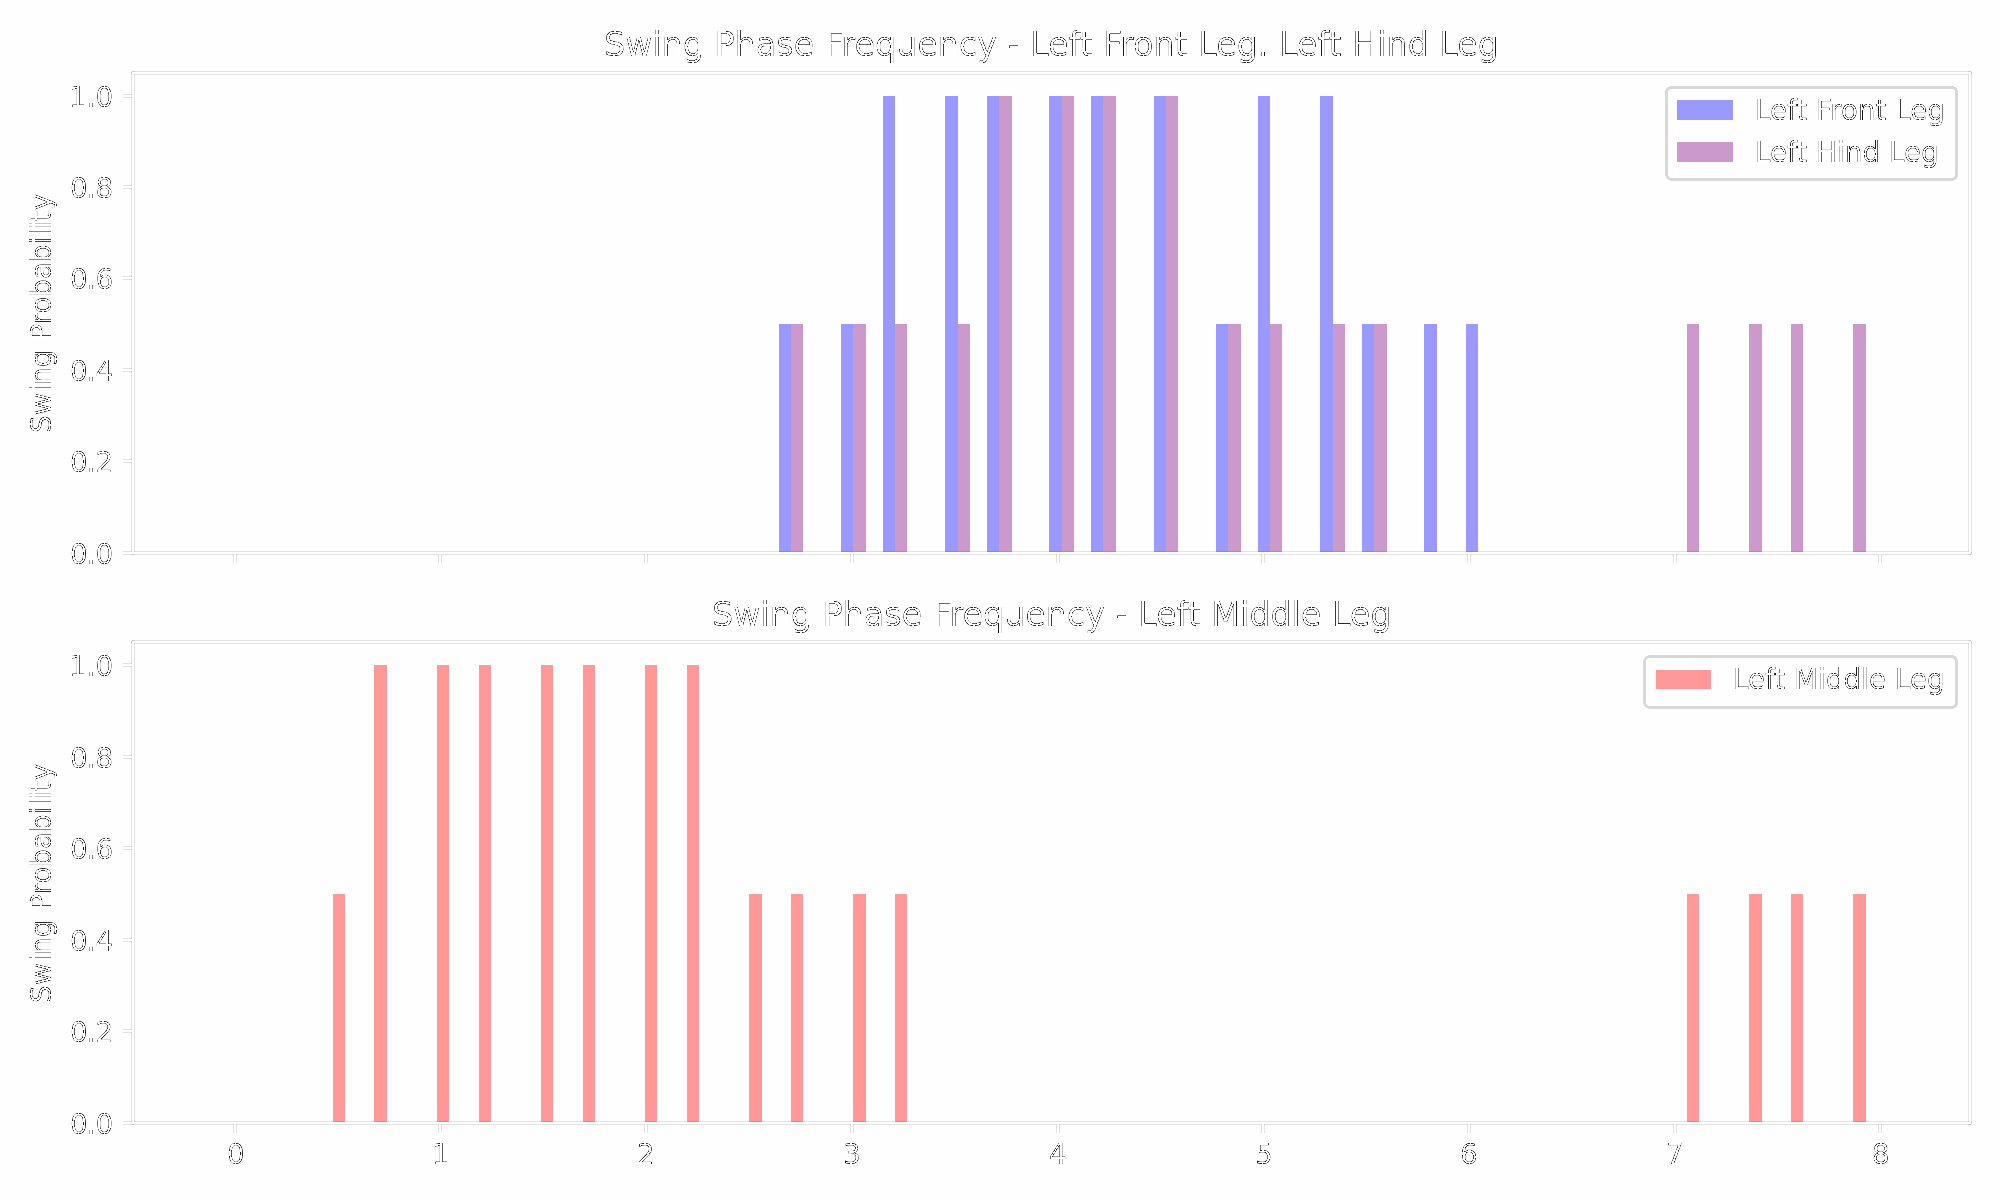 Swing Phase Frequency - Left Front Leg. Left Hind Leg
Swing Probability
1.0
0.8
0.6
0.4
0.2
0.0
Left Front Leg
Left Hind Leg
Swing Phase Frequency - Left Middle Leg
Swing Probability
1.0
0.8
0.6
0.4
0.2
0.0
Left Middle Leg
0 1 2 3 4 5 6 7 8